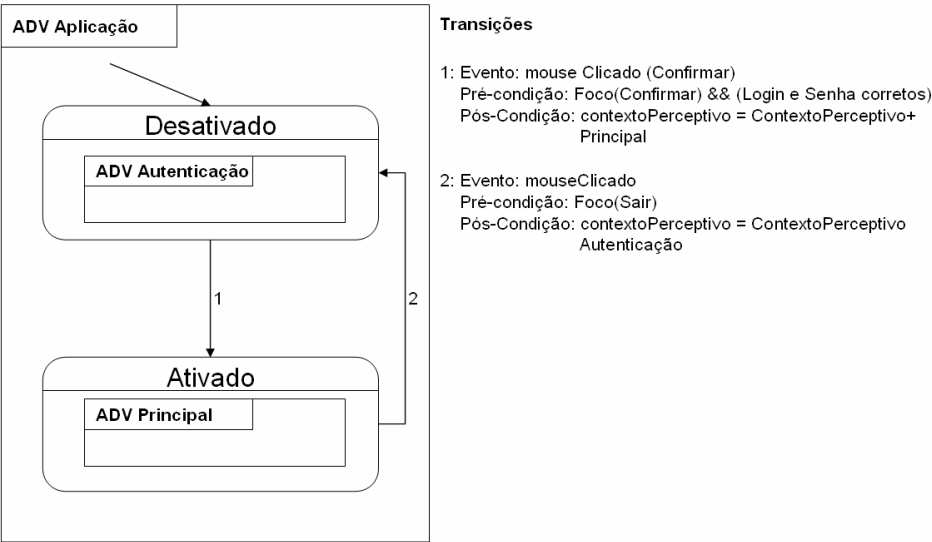 ADV Aplicação
Desativado
ADV Autenticação
1
2
Ativado
ADV Principal
Transições
1: Evento: mouse Clicado (Confirmar)
Pré-condição: Foco(Confirmar) && (Login e Senha corretos)
Pós-Condição: contextoPerceptivo = ContextoPerceptivo+
Principal
2: Evento: mouseClicado
Pré-condição: Foco(Sair)
Pós-Condição: contextoPerceptivo = ContextoPerceptivo
Autenticação